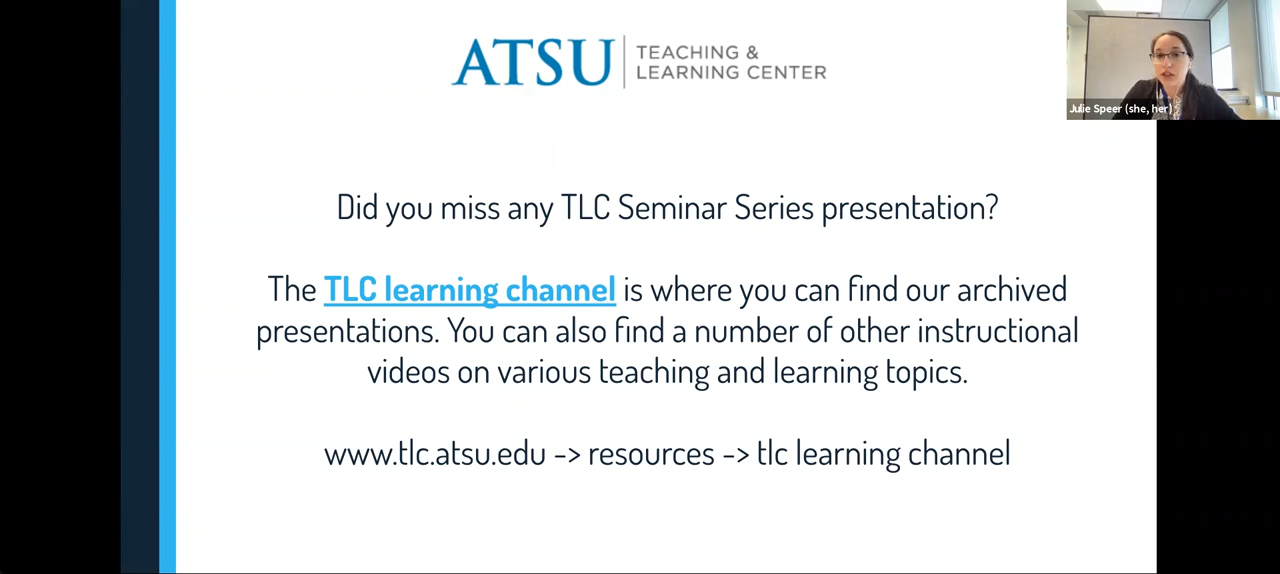 ATSU
TEACHING &
LEARNING CENTER
Julie Speer (she, her)
Did you miss any TLC Seminar Series presentation?
The TLC learning channel is where you can find our archived
presentations. You can also find a number of other instructional
videos on various teaching and learning topics.
www.tlc.atsu.edu -> resources -> tlc learning channel